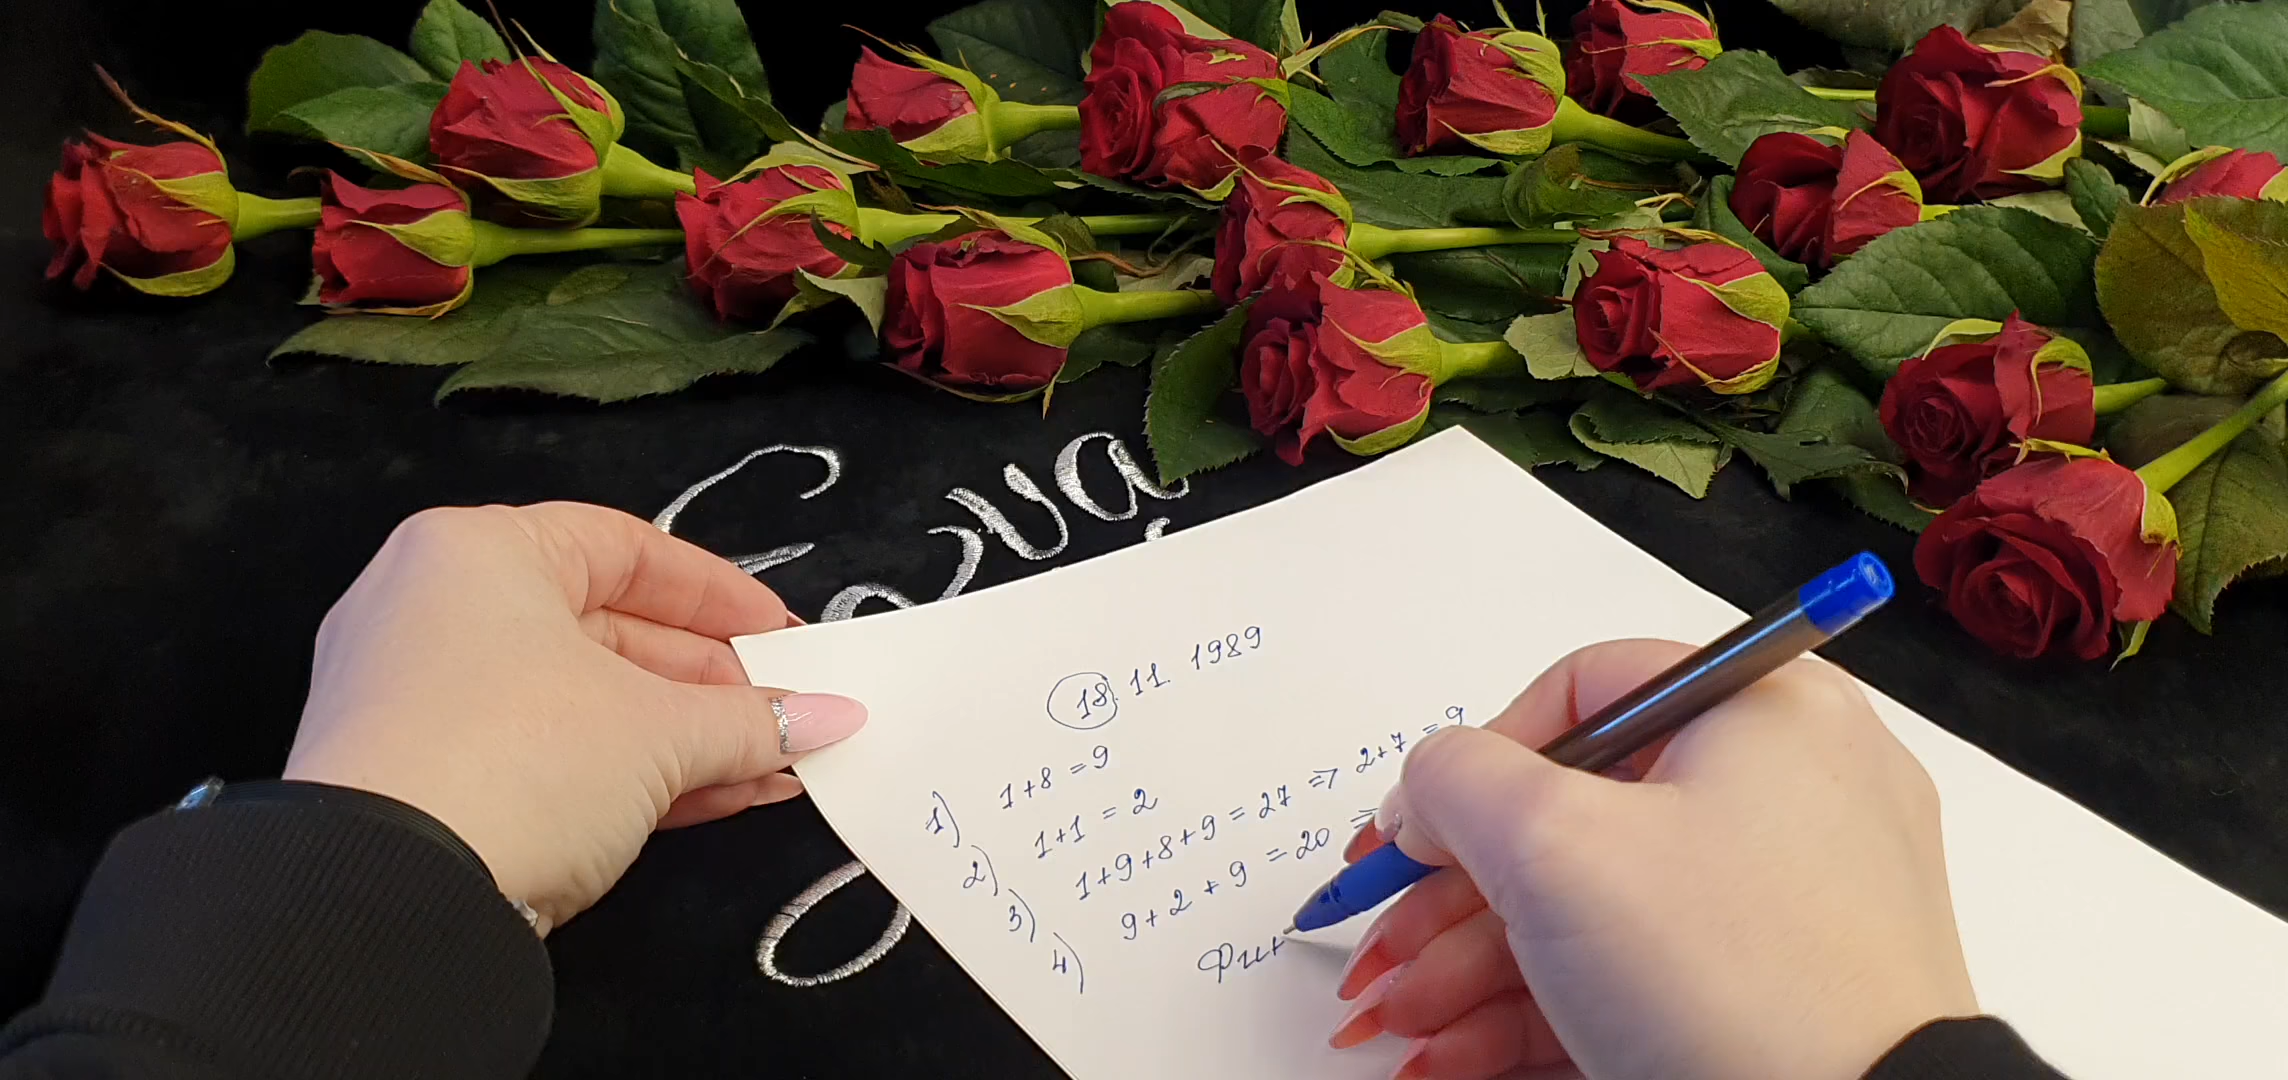 Eva
18. 11. 1989
1) 1+8 = 9
2) 1+1 = 2
3) 1+9+8+9 = 27 => 2+7 = 9
4) 9+2+9 = 20 =